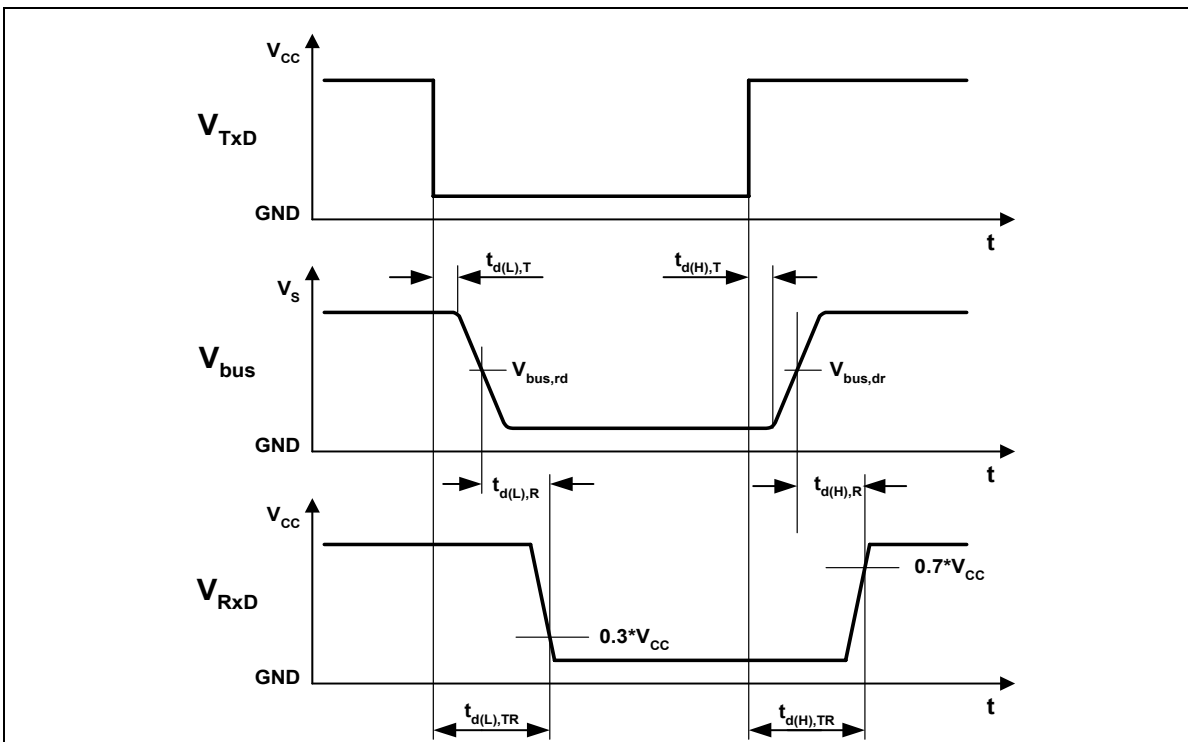 V_CC
V_TxD
GND
t
t_d(L),T
t_d(H),T
V_S
V_bus
V_bus,rd
V_bus,dr
GND
t
t_d(L),R
t_d(H),R
V_CC
V_RxD
0.7*V_CC
0.3*V_CC
GND
t
t_d(L),TR
t_d(H),TR